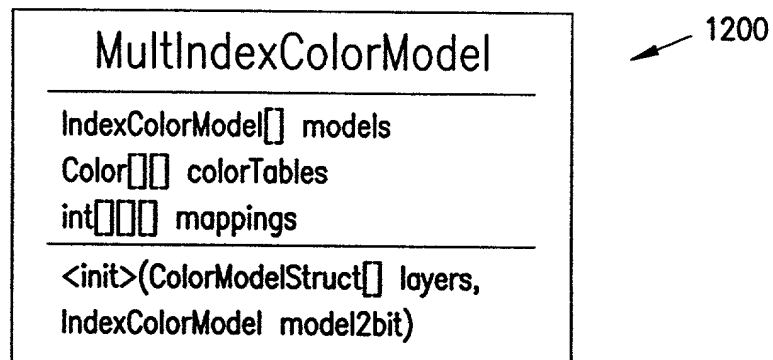 MultIndexColorModel
1200
IndexColorModel[] models
Color[][] colorTables
int[][][] mappings
<init>(ColorModelStruct[] layers,
IndexColorModel model2bit)